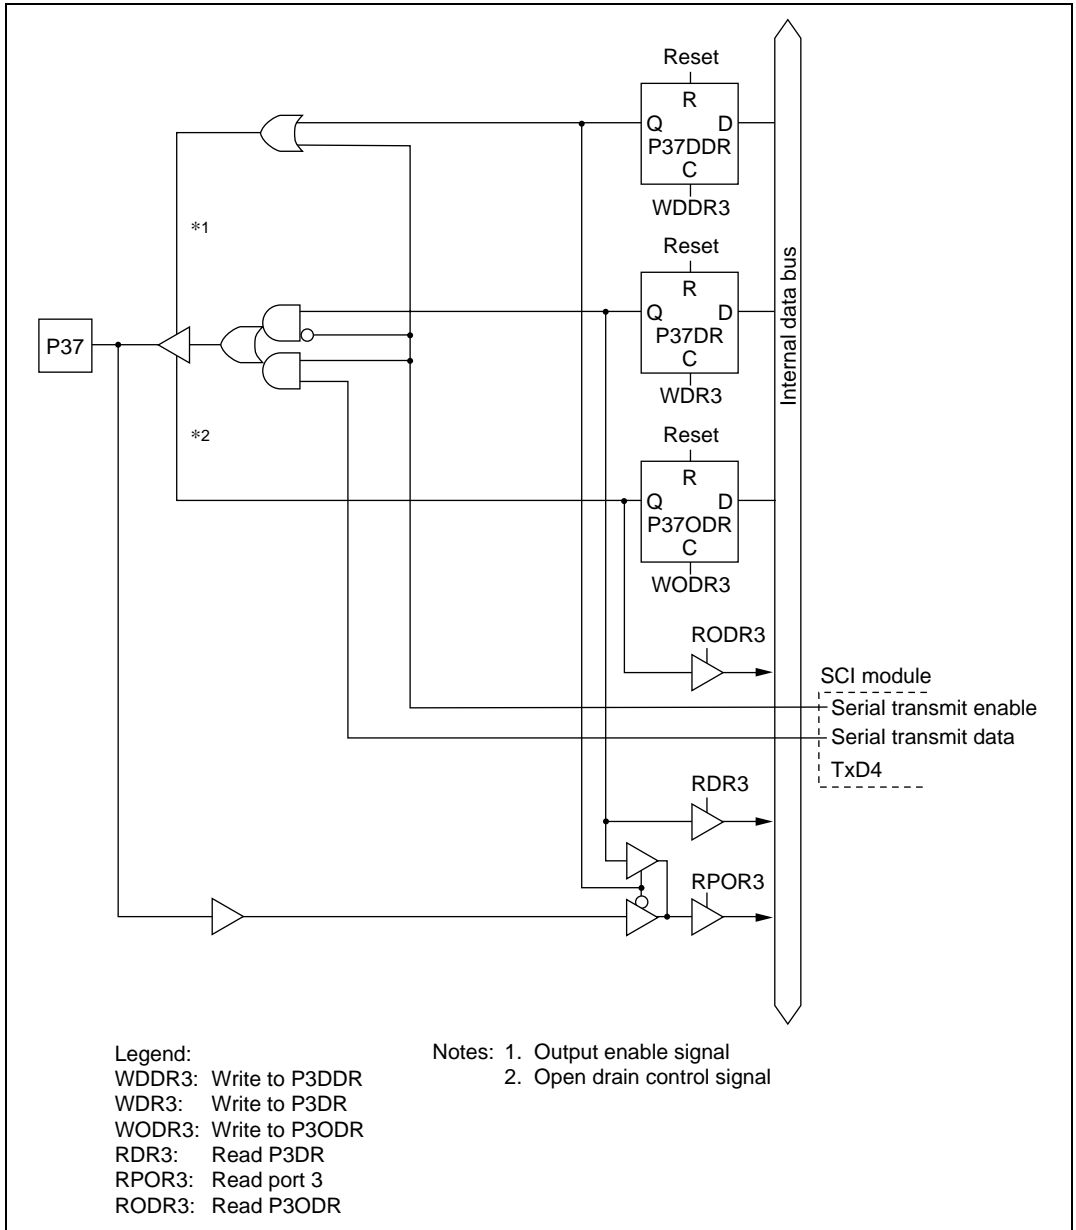 Reset
R
Q D
P37DDR
C
WDDR3
*1
Reset
R
Q D
P37DR
C
WDR3
P37
Internal data bus
*2
Reset
R
Q D
P37ODR
C
WODR3
RODR3
SCI module
Serial transmit enable
Serial transmit data
TxD4
RDR3
RPOR3
Legend:
WDDR3: Write to P3DDR
WDR3: Write to P3DR
WODR3: Write to P3ODR
RDR3: Read P3DR
RPOR3: Read port 3
RODR3: Read P3ODR
Notes: 1. Output enable signal
2. Open drain control signal